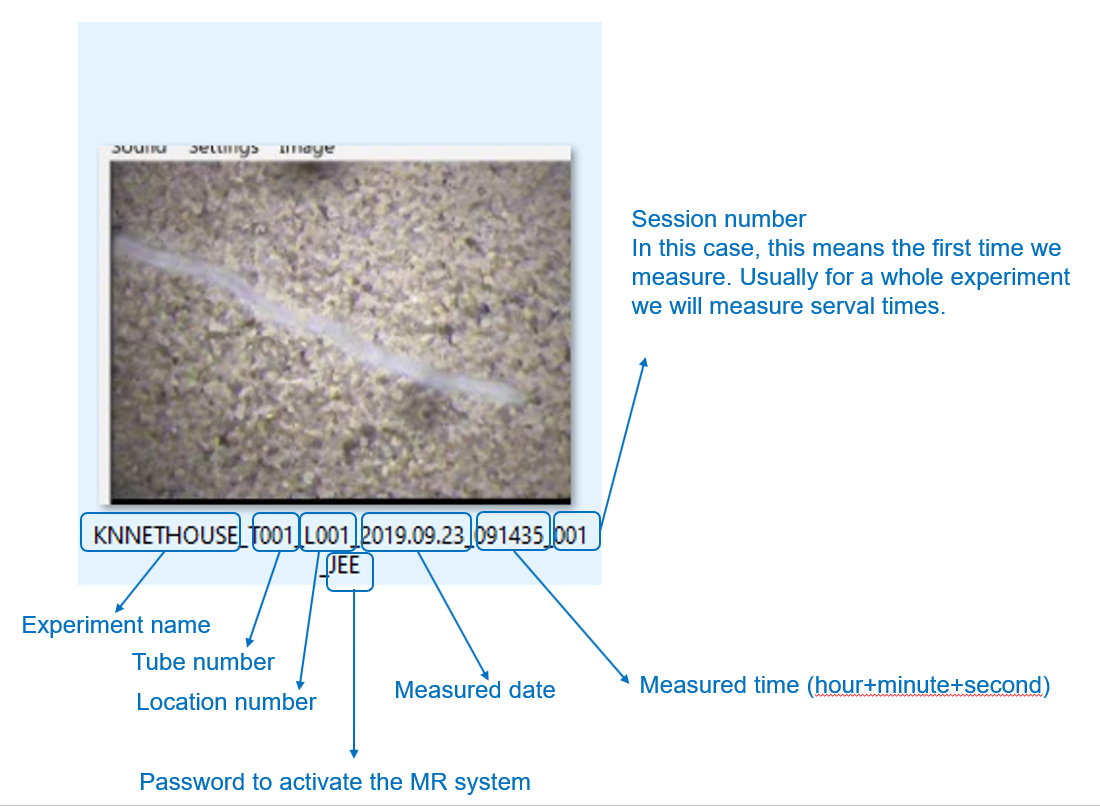 Sound Settings Image
Session number
In this case, this means the first time we
measure. Usually for a whole experiment
we will measure serval times.
KNNETHOUSE_T001_L001_2019.09.23_091435_001
_JEE
Experiment name
Tube number
Location number
Measured date
Measured time (hour+minute+second)
Password to activate the MR system